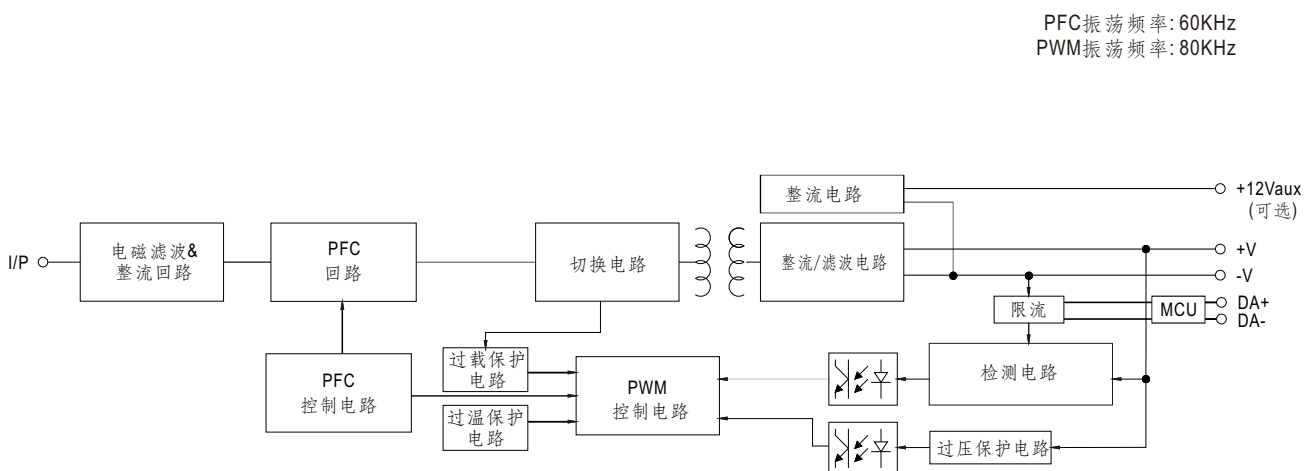 PFC振荡频率: 60KHz
PWM振荡频率: 80KHz
整流电路
+12Vaux
(可选)
I/P
电磁滤波&
整流回路
PFC
回路
切换电路
整流/滤波电路
+V
-V
限流
MCU
DA+
DA-
PFC
控制电路
过载保护
电路
过温保护
电路
PWM
控制电路
检测电路
过压保护电路